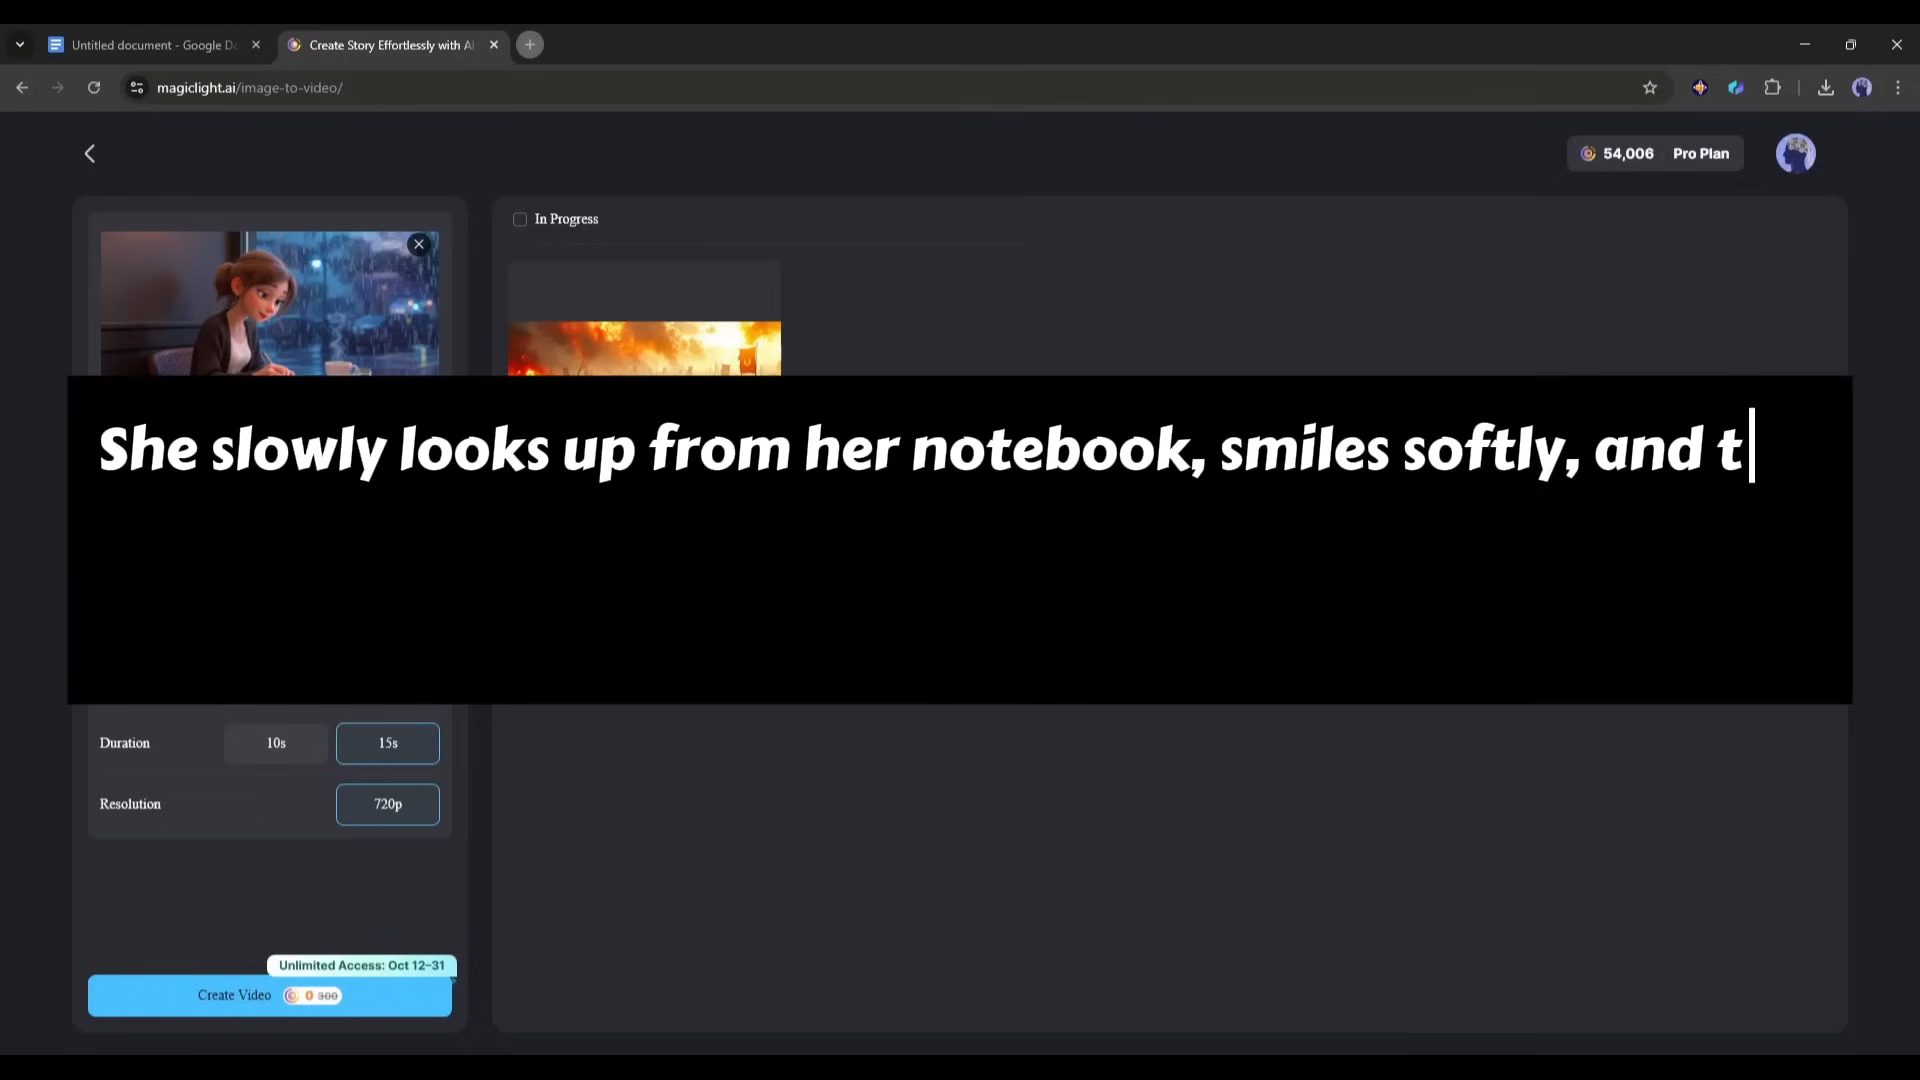 Untitled document - Google D
Create Story Effortlessly with AI
magiclight.ai/image-to-video/
54,006 Pro Plan
In Progress
She slowly looks up from her notebook, smiles softly, and t
Duration 10s 15s
Resolution 720p
Unlimited Access: Oct 12-31
Create Video 0 300